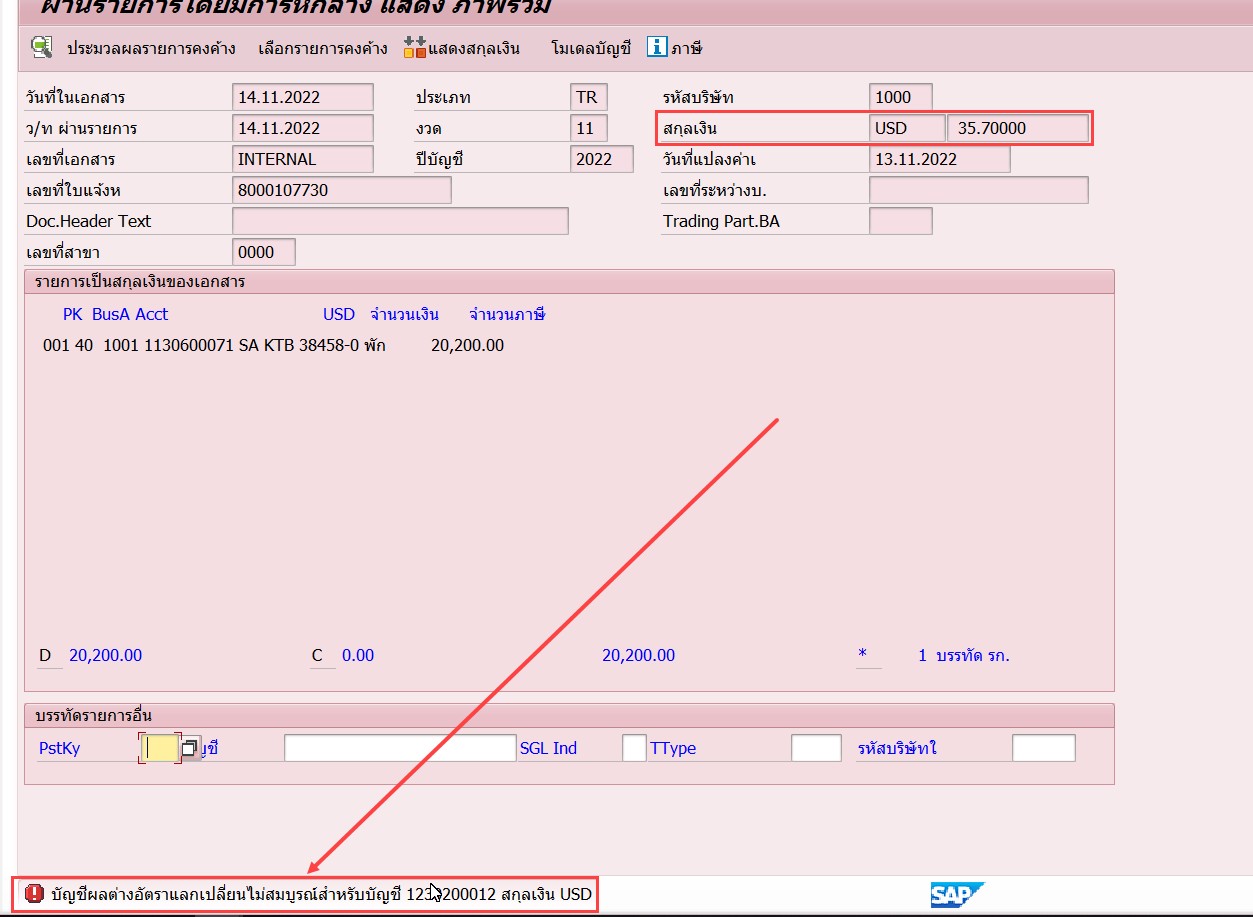 ผ่านรายการโดยมีการหักล้าง แสดง ภาพรวม
ประมวลผลรายการคงค้าง เลือกรายการคงค้าง แสดงสกุลเงิน โมเดลบัญชี ภาษี
วันที่ในเอกสาร 14.11.2022 ประเภท TR รหัสบริษัท 1000
ว/ท ผ่านรายการ 14.11.2022 งวด 11 สกุลเงิน USD 35.70000
เลขที่เอกสาร INTERNAL ปีบัญชี 2022 วันที่แปลงค่าเ 13.11.2022
เลขที่ใบแจ้งห 8000107730 เลขที่ระหว่างบ.
Doc.Header Text Trading Part.BA
เลขที่สาขา 0000
รายการเป็นสกุลเงินของเอกสาร
PK BusA Acct USD จำนวนเงิน จำนวนภาษี
001 40 1001 1130600071 SA KTB 38458-0 พัก 20,200.00
D 20,200.00 C 0.00 20,200.00 * 1 บรรทัด รก.
บรรทัดรายการอื่น
PstKy ญชี SGL Ind TType รหัสบริษัทใ
บัญชีผลต่างอัตราแลกเปลี่ยนไม่สมบูรณ์สำหรับบัญชี สกุลเงิน USD
SAP